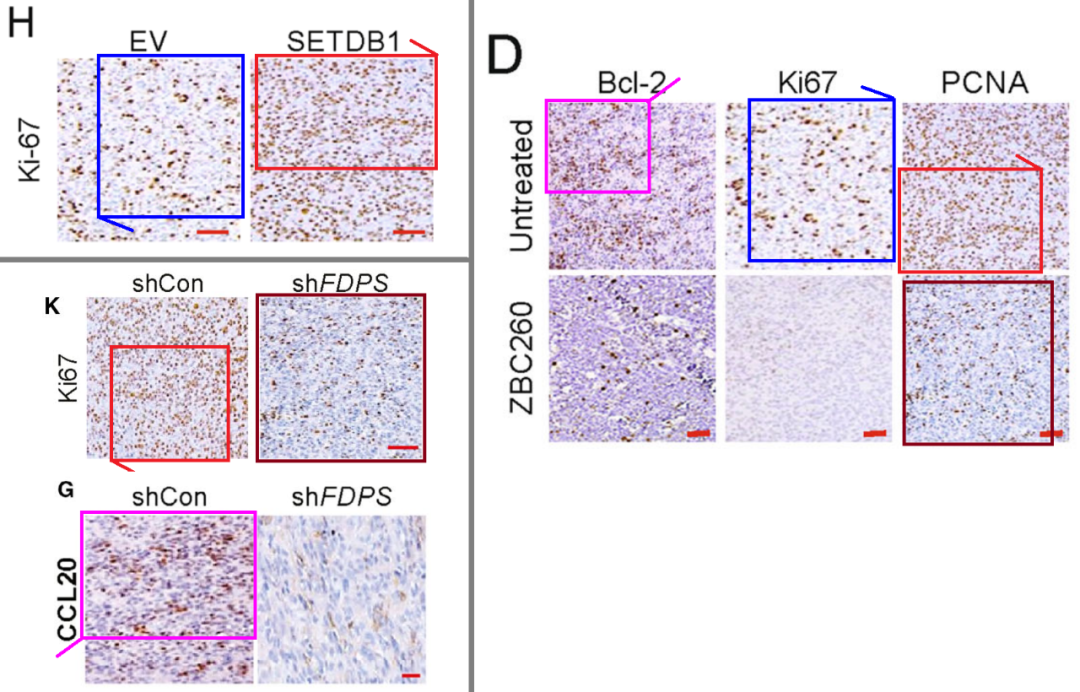 H
EV SETDB1
Ki-67
K
shCon shFDPS
Ki67
G
shCon shFDPS
CCL20
D
Bcl-2 Ki67 PCNA
Untreated
ZBC260